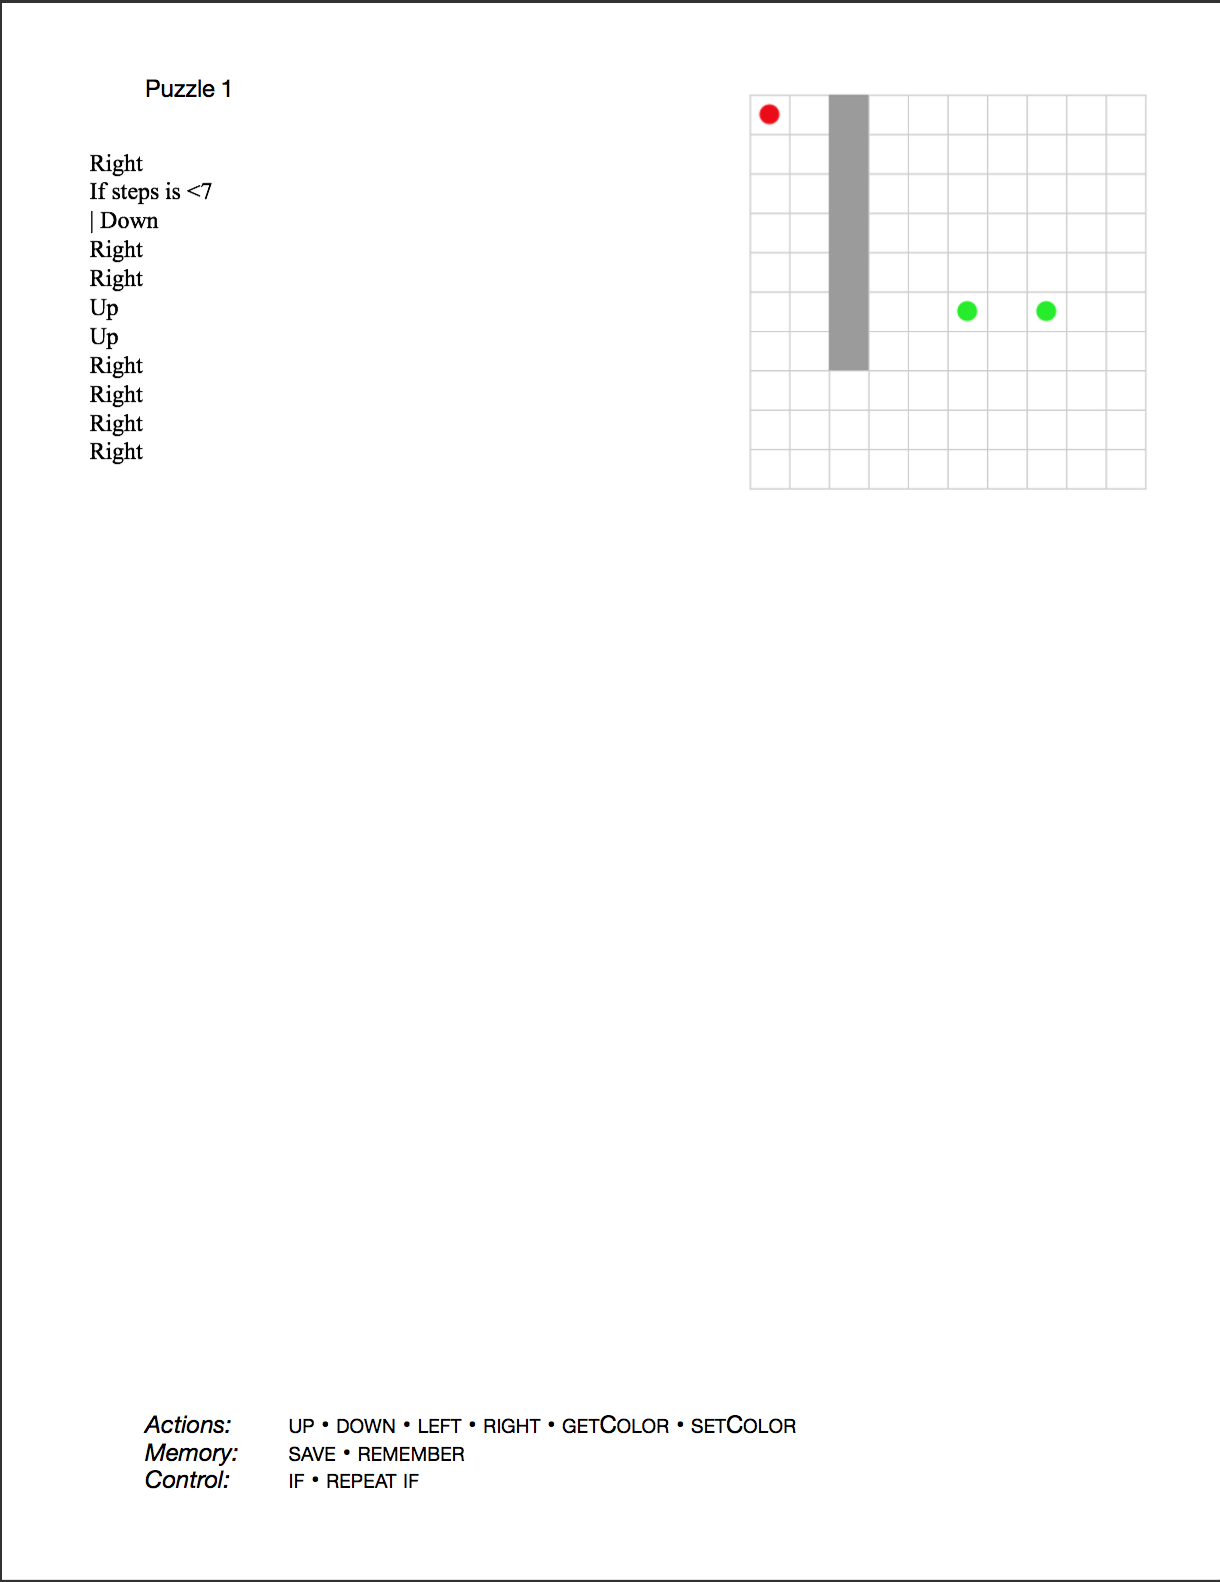 Puzzle 1
Right
If steps is <7
| Down
Right
Right
Up
Up
Right
Right
Right
Right
Actions: UP • DOWN • LEFT • RIGHT • GETCOLOR • SETCOLOR
Memory: SAVE • REMEMBER
Control: IF • REPEAT IF